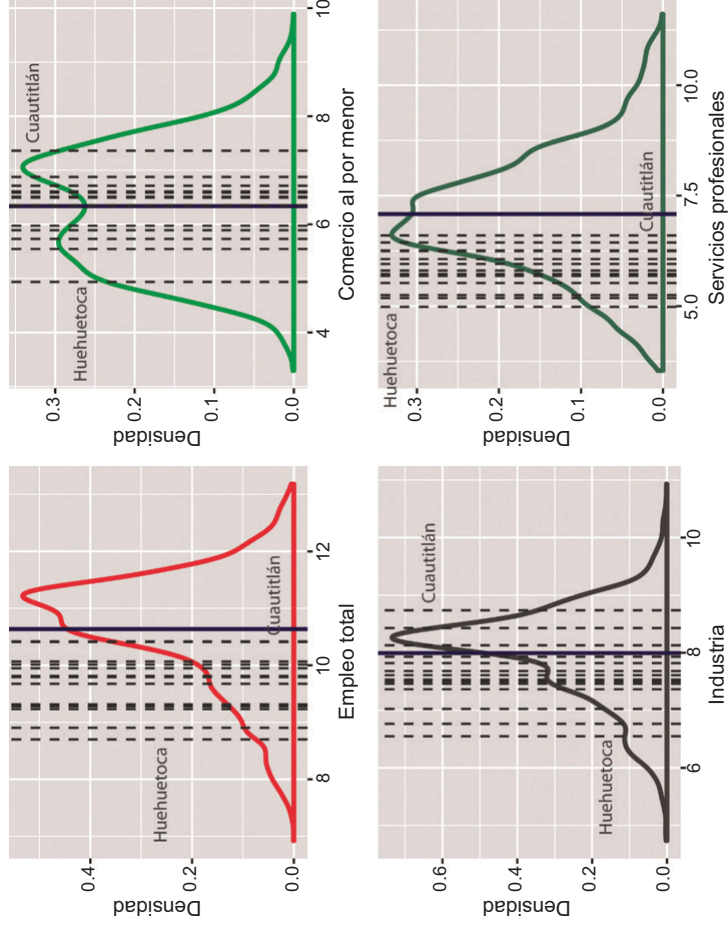 Densidad
0.4
0.2
0.0
Huehuetoca
Cuautitlán
8
10
12
Empleo total
Densidad
0.3
0.2
0.1
0.0
Huehuetoca
Cuautitlán
4
6
8
10
Comercio al por menor
Densidad
0.6
0.4
0.2
0.0
Huehuetoca
Cuautitlán
6
8
10
Industria
Densidad
0.3
0.2
0.1
0.0
Huehuetoca
Cuautitlán
5.0
7.5
10.0
Servicios profesionales